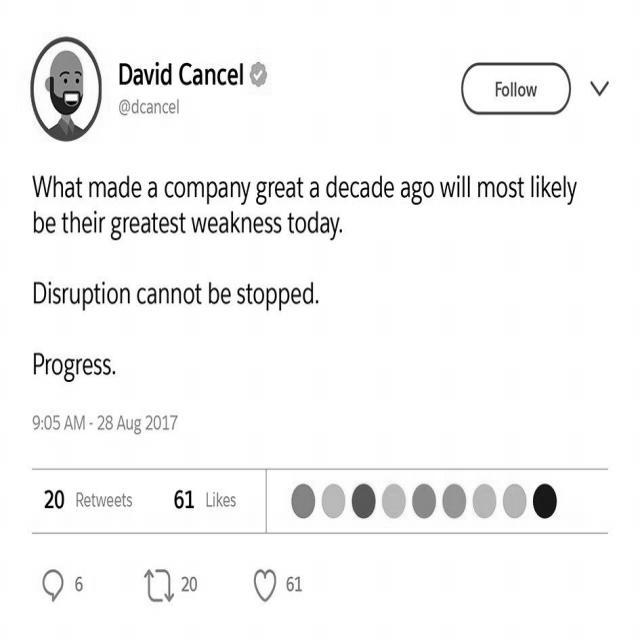 David Cancel
@dcancel
Follow
What made a company great a decade ago will most likely
be their greatest weakness today.
Disruption cannot be stopped.
Progress.
9:05 AM - 28 Aug 2017
20 Retweets 61 Likes
6 20 61